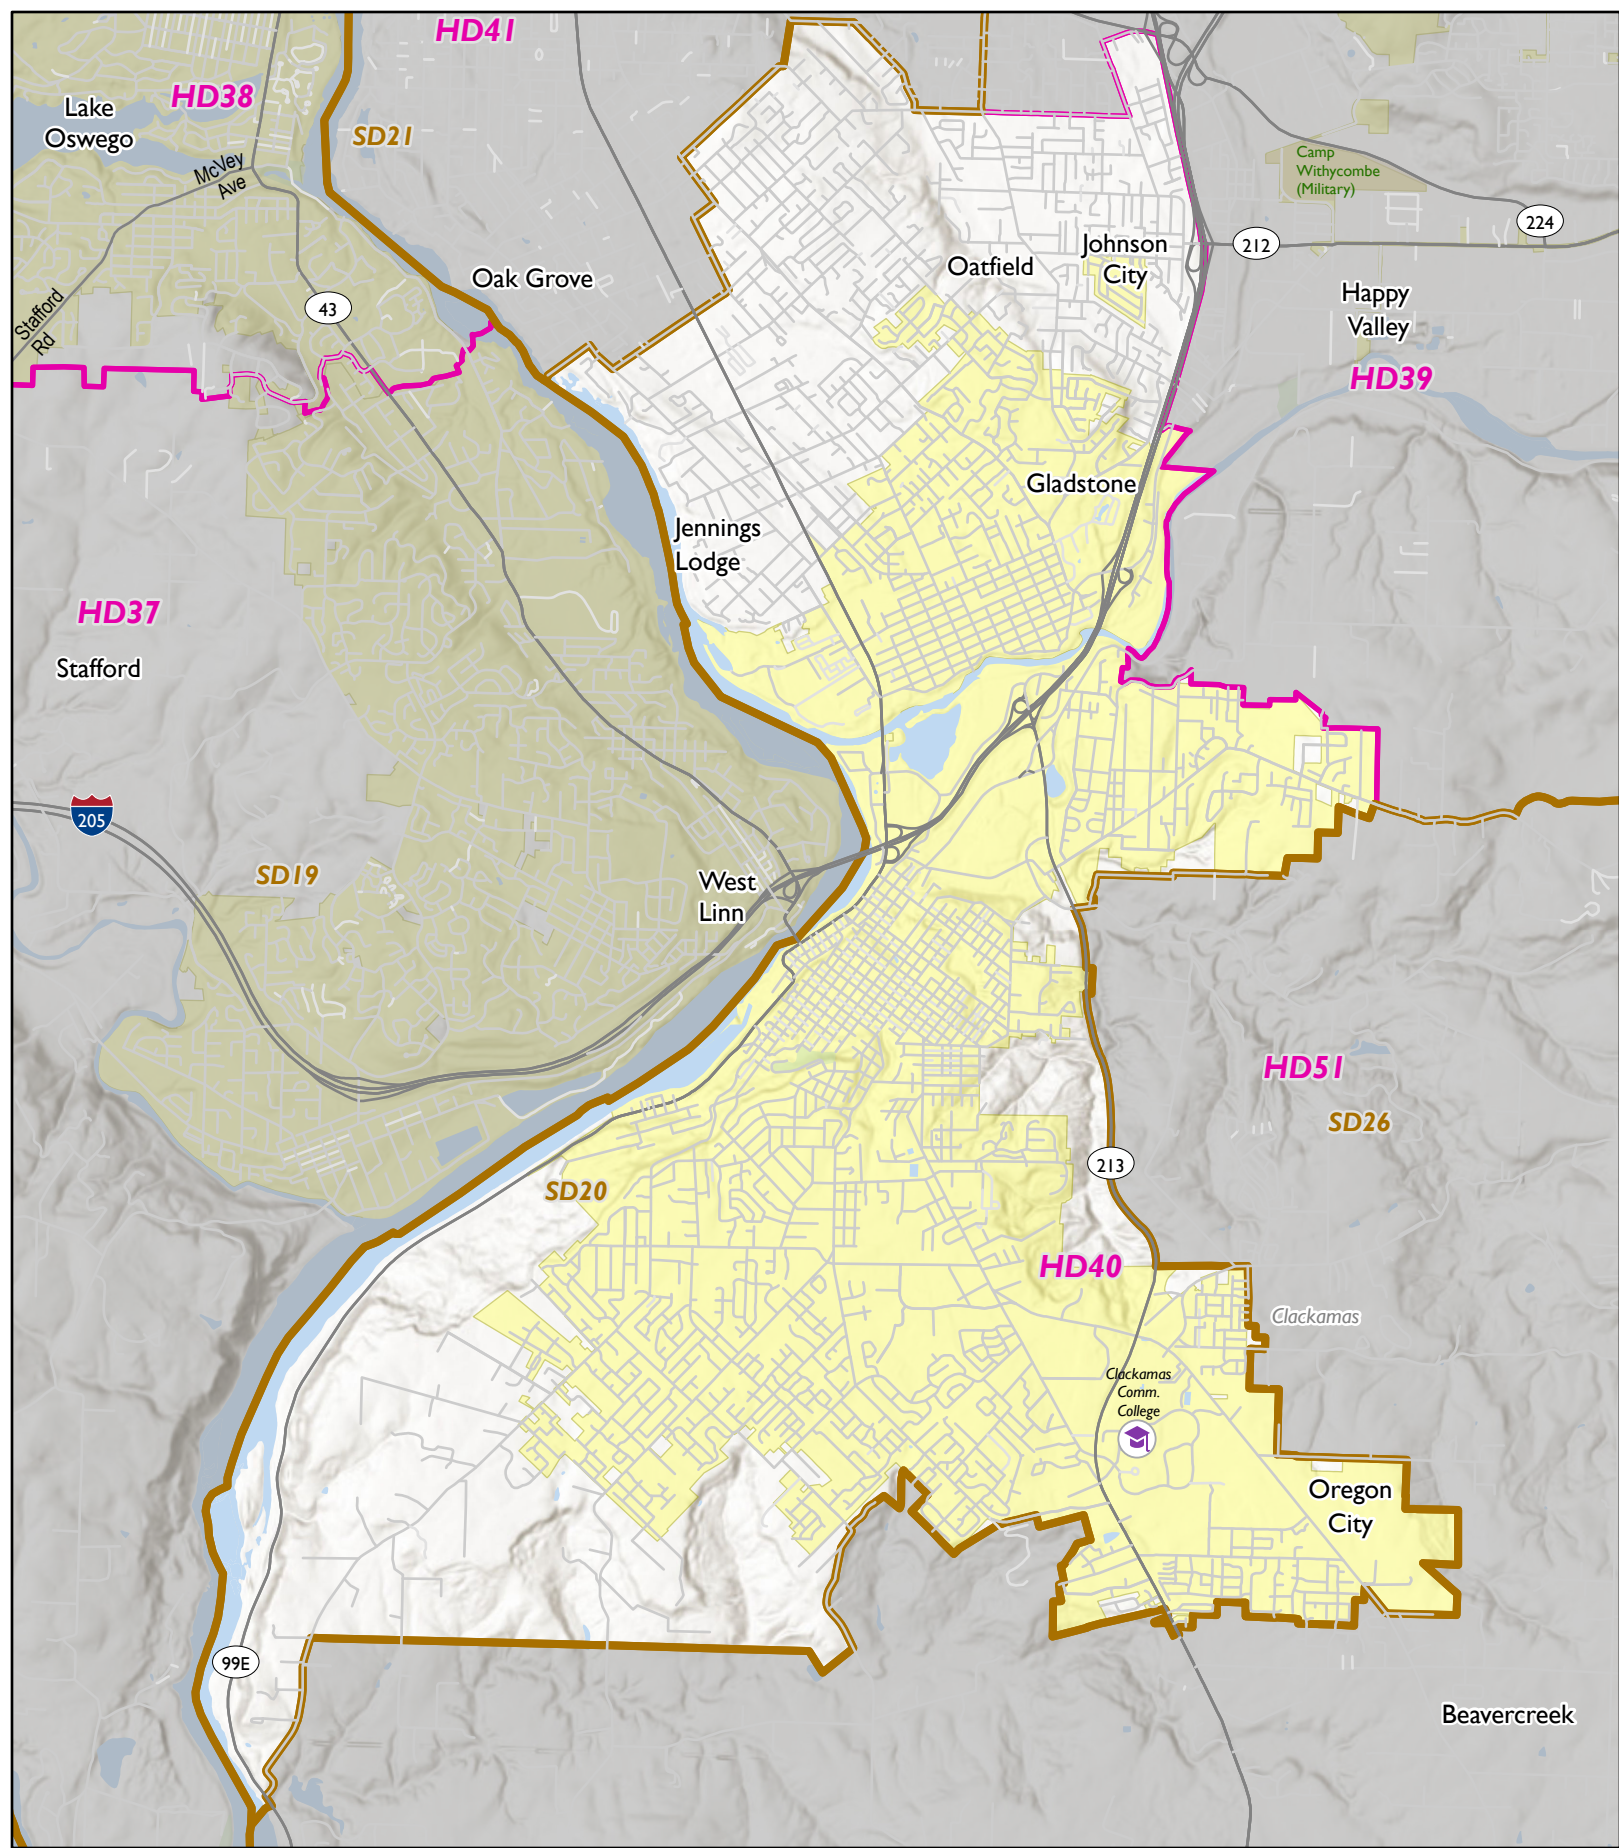 HD41
HD38
Lake
Oswego
SD21
McVey
Ave
Camp
Withycombe
(Military)
224
212
Johnson
City
Oatfield
Oak Grove
43
Stafford
Rd
Happy
Valley
HD39
Gladstone
Jennings
Lodge
HD37
Stafford
205
SD19
West
Linn
HD51
SD26
213
SD20
HD40
Clackamas
Clackamas
Comm.
College
Oregon
City
99E
Beavercreek